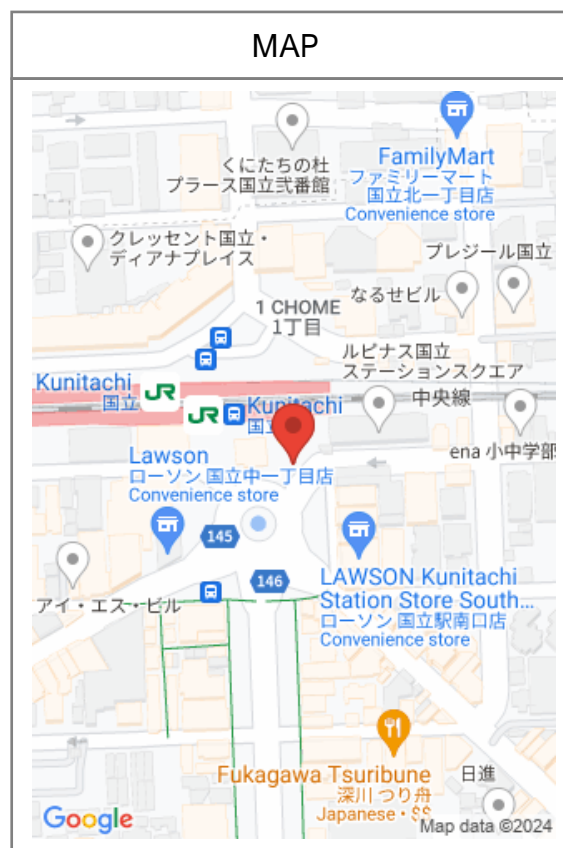 MAP
くにたちの杜
プラース国立弐番館
FamilyMart
ファミリーマート
国立北一丁目店
Convenience store
クレッセント国立・
ディアナプレイス
プレジール国立
なるせビル
1 CHOME
1丁目
ルピナス国立
ステーションスクエア
Kunitachi
国立
JR
JR
Kunitachi
中央線
ena 小中学部
Lawson
ローソン 国立中一丁目店
Convenience store
145
146
アイ・エス・ビル
LAWSON Kunitachi
Station Store South...
ローソン 国立駅南口店
Convenience store
Fukagawa Tsuribune
深川 つり舟
Japanese・$$
日進
Google
Map data ©2024